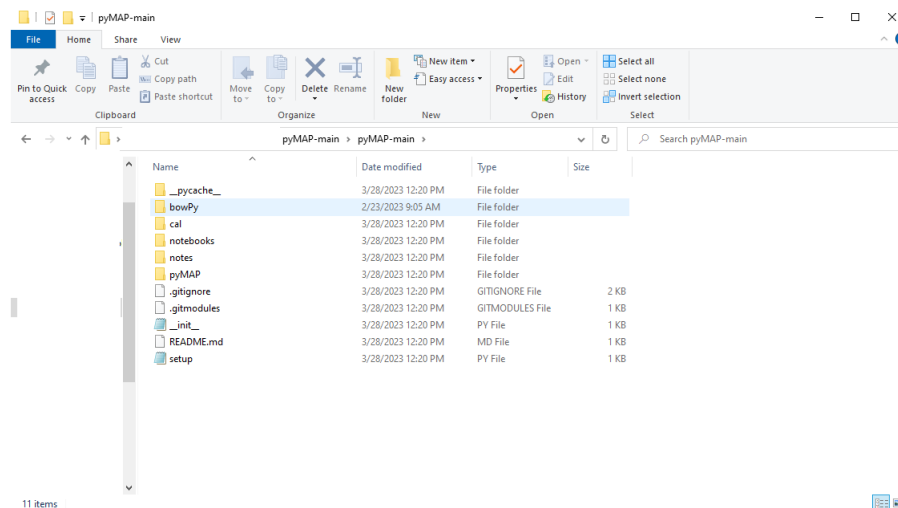 pyMAP-main
File Home Share View
Pin to Quick access
Copy
Paste
Cut
Copy path
Paste shortcut
Clipboard
Move to
Copy to
Delete
Rename
Organize
New folder
New item
Easy access
New
Properties
Open
Edit
History
Open
Select all
Select none
Invert selection
Select
pyMAP-main > pyMAP-main >
Search pyMAP-main
Name Date modified Type Size
__pycache__ 3/28/2023 12:20 PM File folder
bowPy 2/23/2023 9:05 AM File folder
cal 3/28/2023 12:20 PM File folder
notebooks 3/28/2023 12:20 PM File folder
notes 3/28/2023 12:20 PM File folder
pyMAP 3/28/2023 12:20 PM File folder
.gitignore 3/28/2023 12:20 PM GITIGNORE File 2 KB
.gitmodules 3/28/2023 12:20 PM GITMODULES File 1 KB
__init__ 3/28/2023 12:20 PM PY File 1 KB
README.md 3/28/2023 12:20 PM MD File 1 KB
setup 3/28/2023 12:20 PM PY File 1 KB
11 items